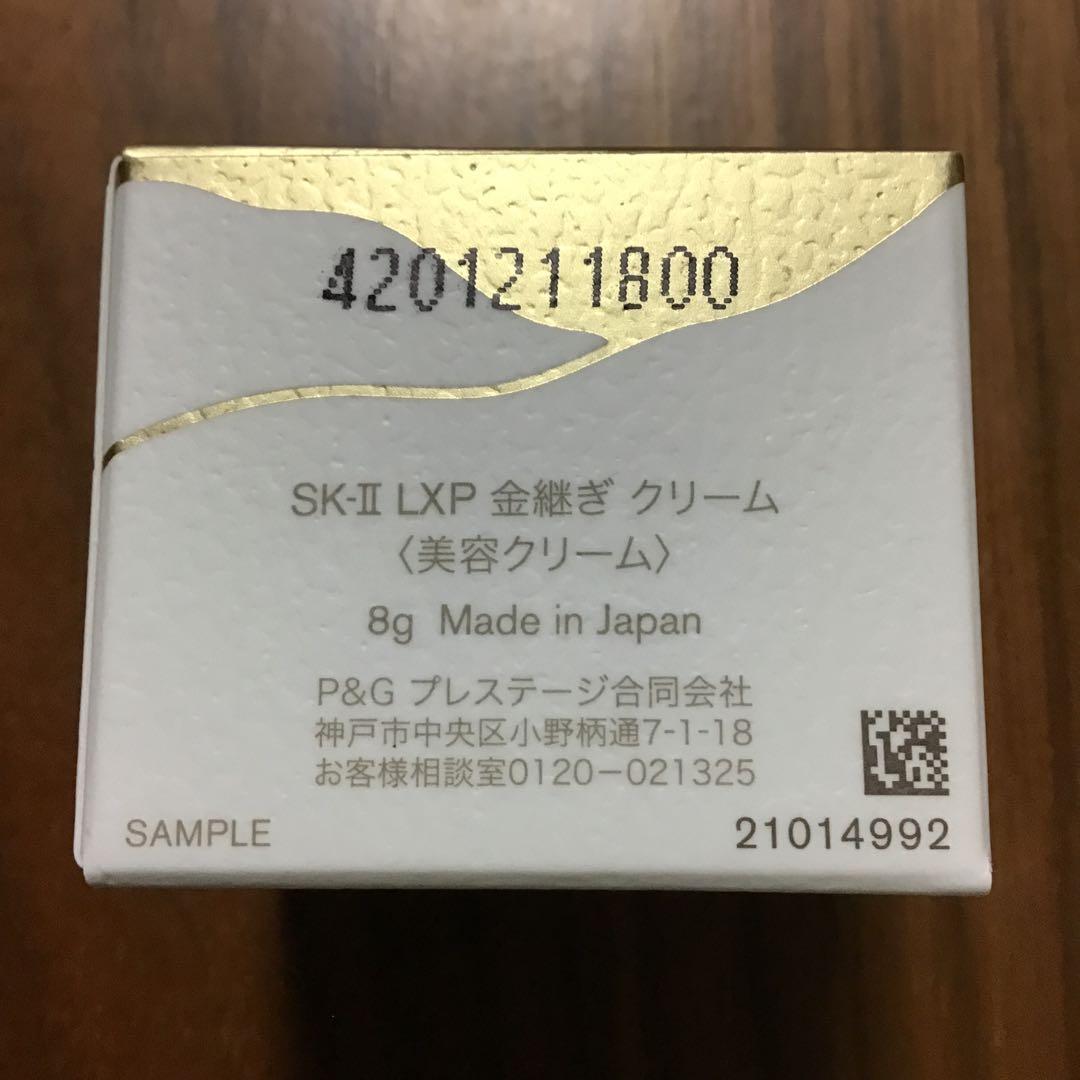 4201211800
SK-II LXP 金継ぎ クリーム
〈美容クリーム〉
8g Made in Japan
P&G プレステージ合同会社
神戸市中央区小野柄通7-1-18
お客様相談室0120−021325
SAMPLE
21014992